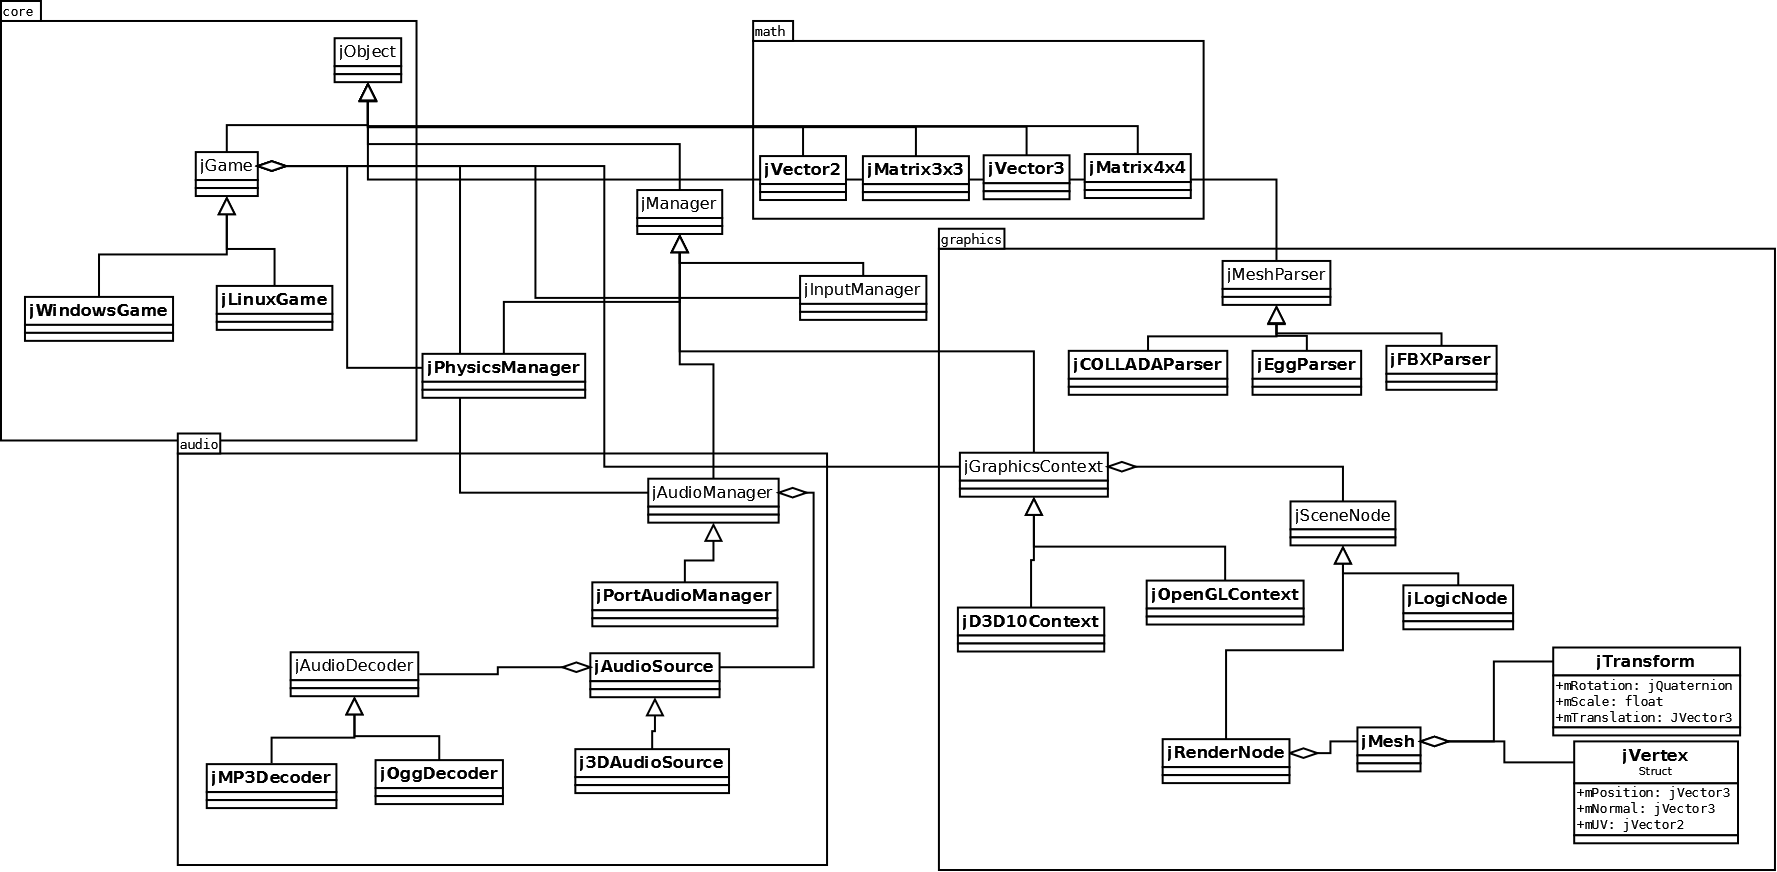 core
jObject
math
jGame
jVector2
jMatrix3x3
jVector3
jMatrix4x4
jManager
graphics
jMeshParser
jInputManager
jWindowsGame
jLinuxGame
jPhysicsManager
jCOLLADAParser
jEggParser
jFBXParser
audio
jGraphicsContext
jAudioManager
jSceneNode
jPortAudioManager
jD3D10Context
jOpenGLContext
jLogicNode
jAudioDecoder
jAudioSource
jTransform
+mRotation: jQuaternion
+mScale: float
+mTranslation: JVector3
jMP3Decoder
jOggDecoder
j3DAudioSource
jRenderNode
jMesh
jVertex
Struct
+mPosition: jVector3
+mNormal: jVector3
+mUV: jVector2